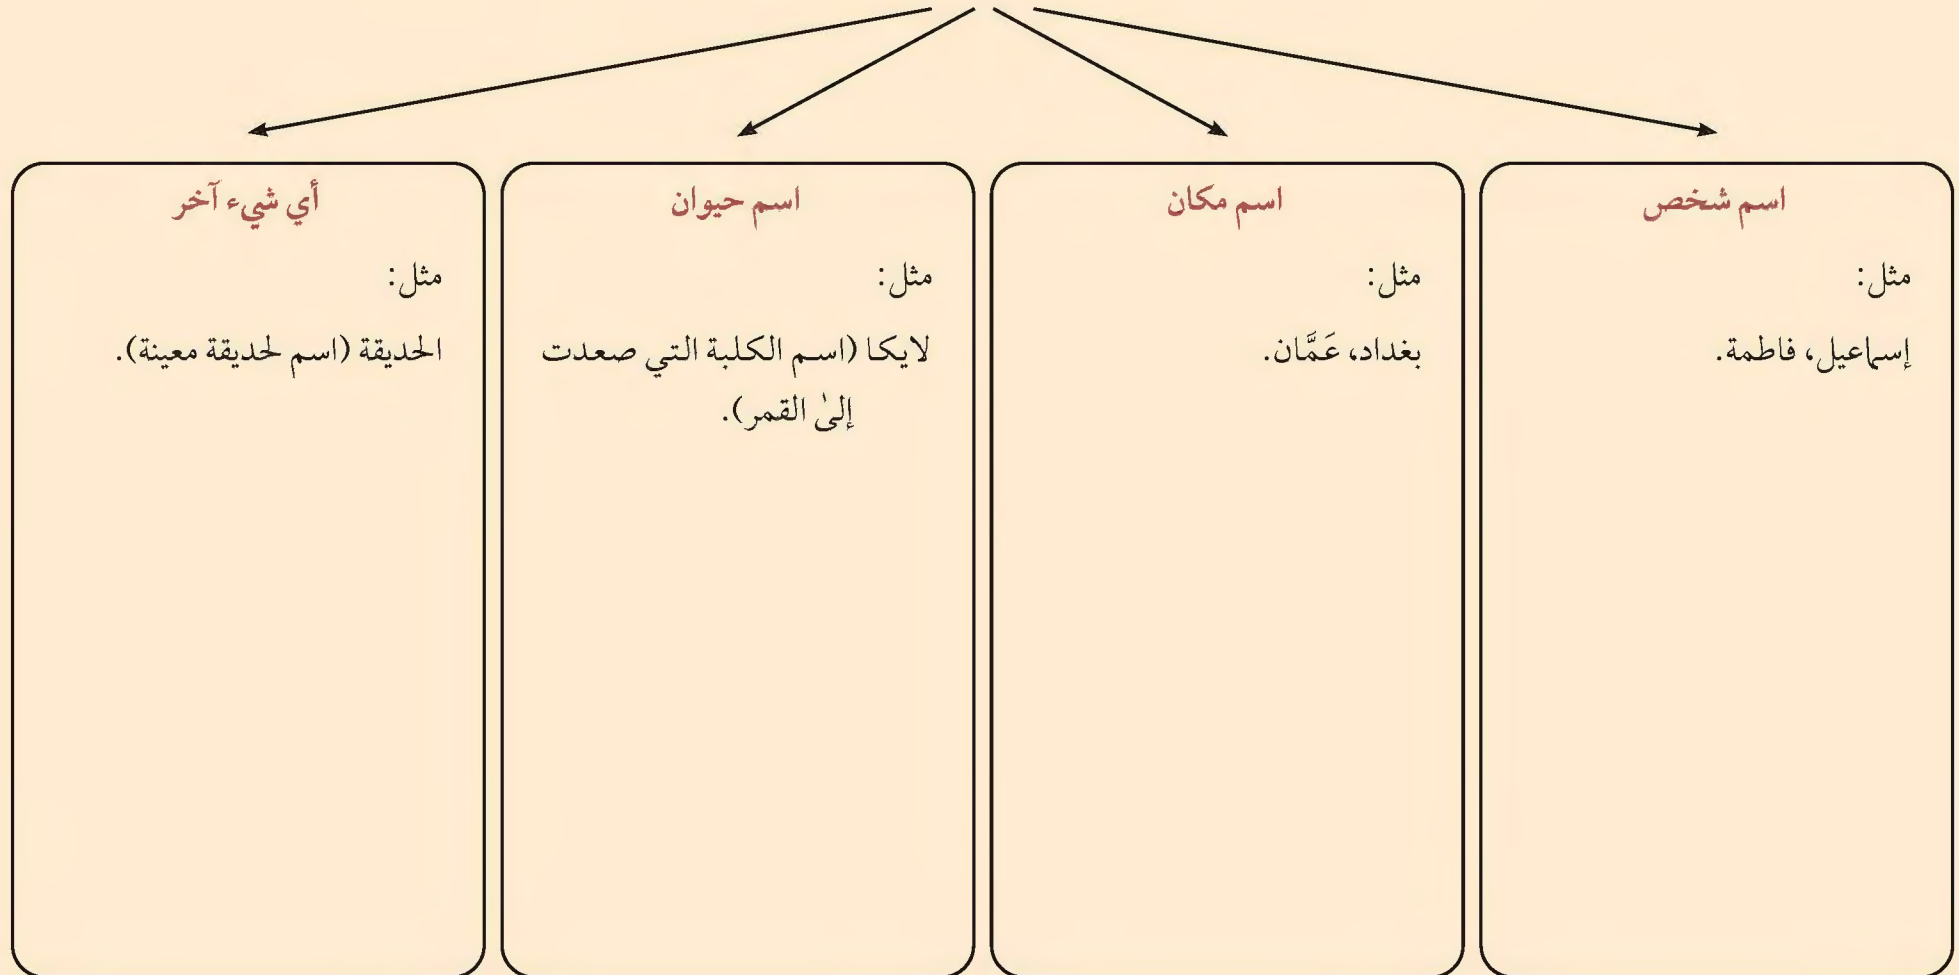 اسم شخص
مثل:
إسماعيل، فاطمة.
اسم مكان
مثل:
بغداد، عَمَّان.
اسم حيوان
مثل:
لايكا (اسم الكلبة التي صعدت
إلىٰ القمر).
أي شيء آخر
مثل:
الحديقة (اسم لحديقة معينة).